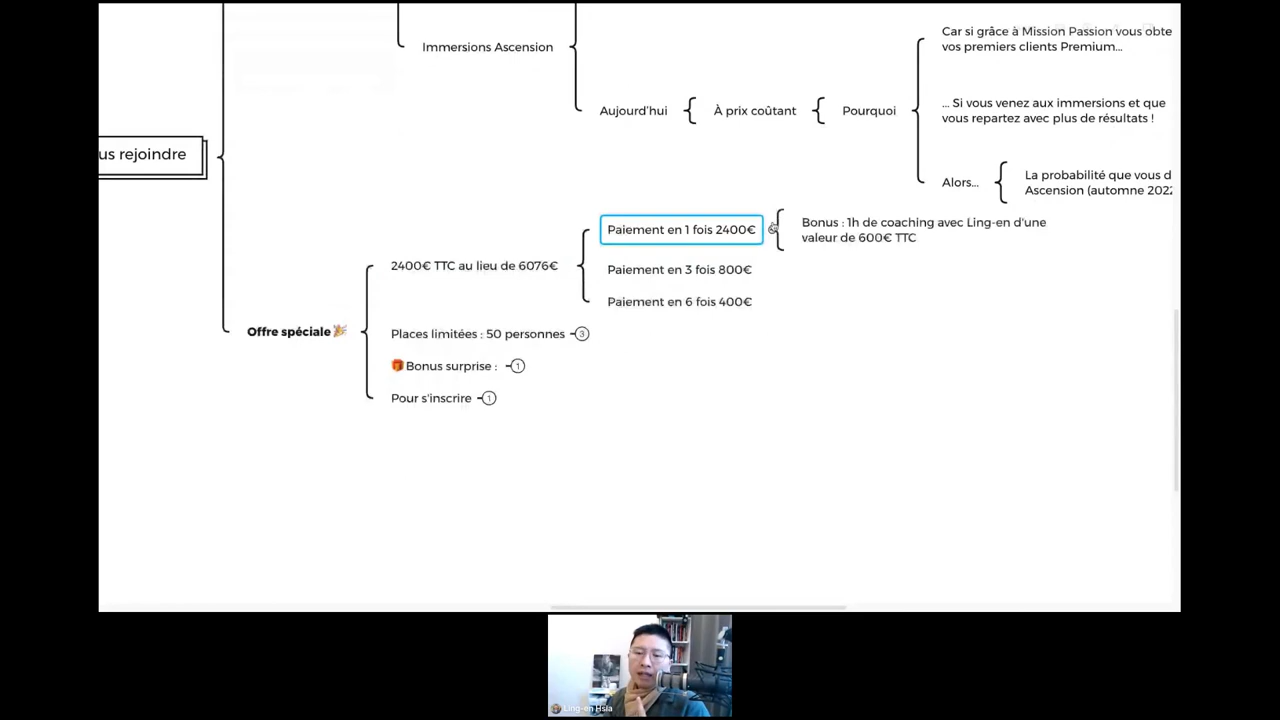 Immersions Ascension
Car si grâce à Mission Passion vous obte
vos premiers clients Premium...
Aujourd'hui
À prix coûtant
Pourquoi
... Si vous venez aux immersions et que
vous repartez avec plus de résultats !
us rejoindre
Alors...
La probabilité que vous d
Ascension (automne 2022
Paiement en 1 fois 2400€
Bonus : 1h de coaching avec Ling-en d'une
valeur de 600€ TTC
2400€ TTC au lieu de 6076€
Paiement en 3 fois 800€
Paiement en 6 fois 400€
Offre spéciale 🎉
Places limitées : 50 personnes
3
🎁Bonus surprise :
1
Pour s'inscrire
1
Ling-en Hsia